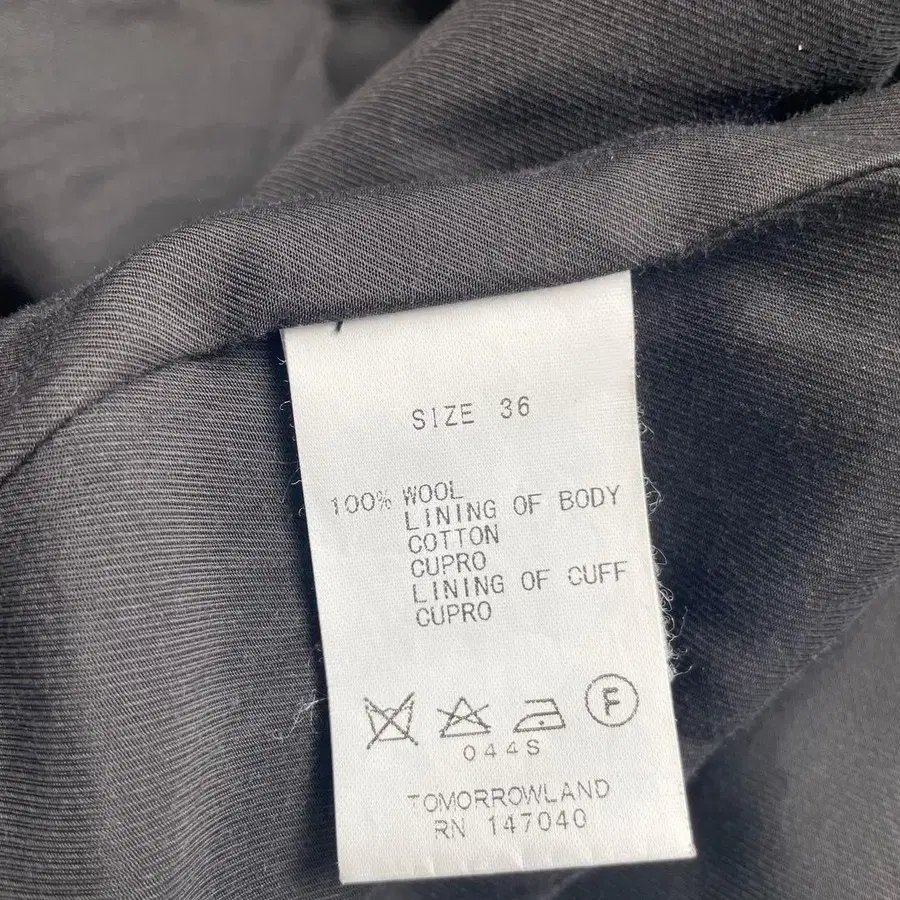 SIZE 36
100% WOOL
LINING OF BODY
COTTON
CUPRO
LINING OF CUFF
CUPRO
F
044S
TOMORROWLAND
RN 147040